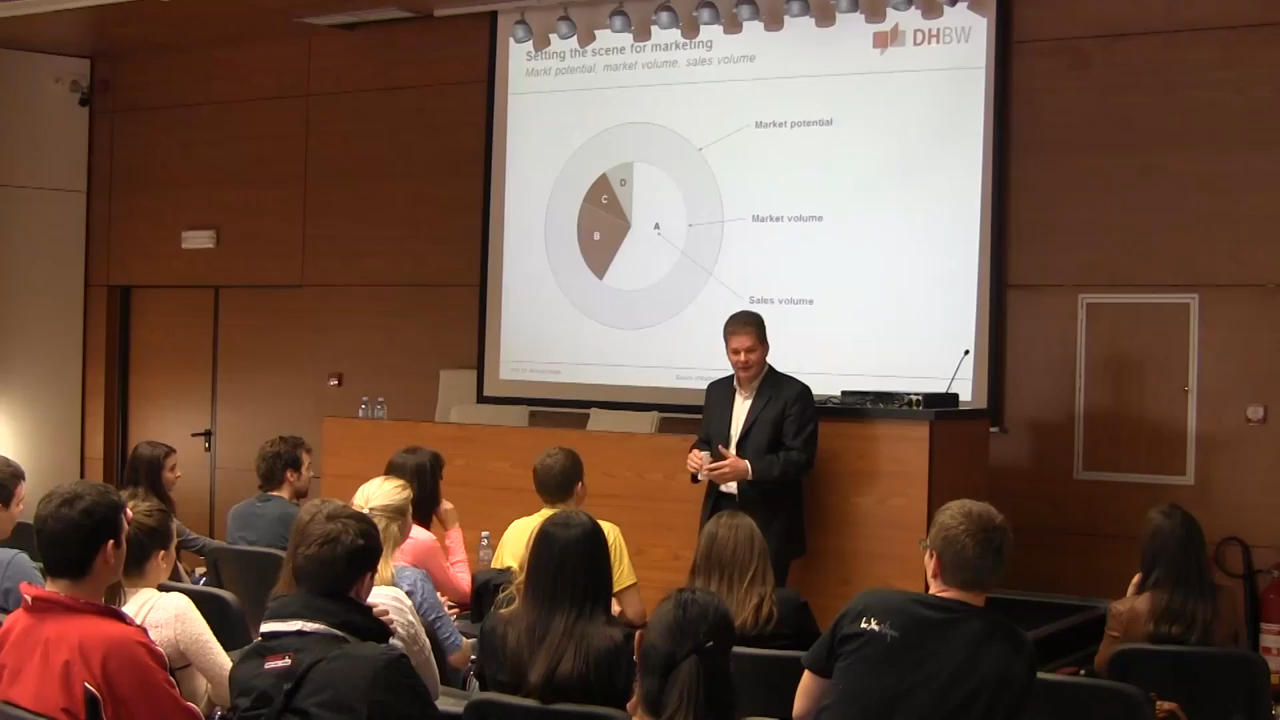 Setting the scene for marketing
Markt potential, market volume, sales volume
DHBW
Market potential
D
C
A
B
Market volume
Sales volume